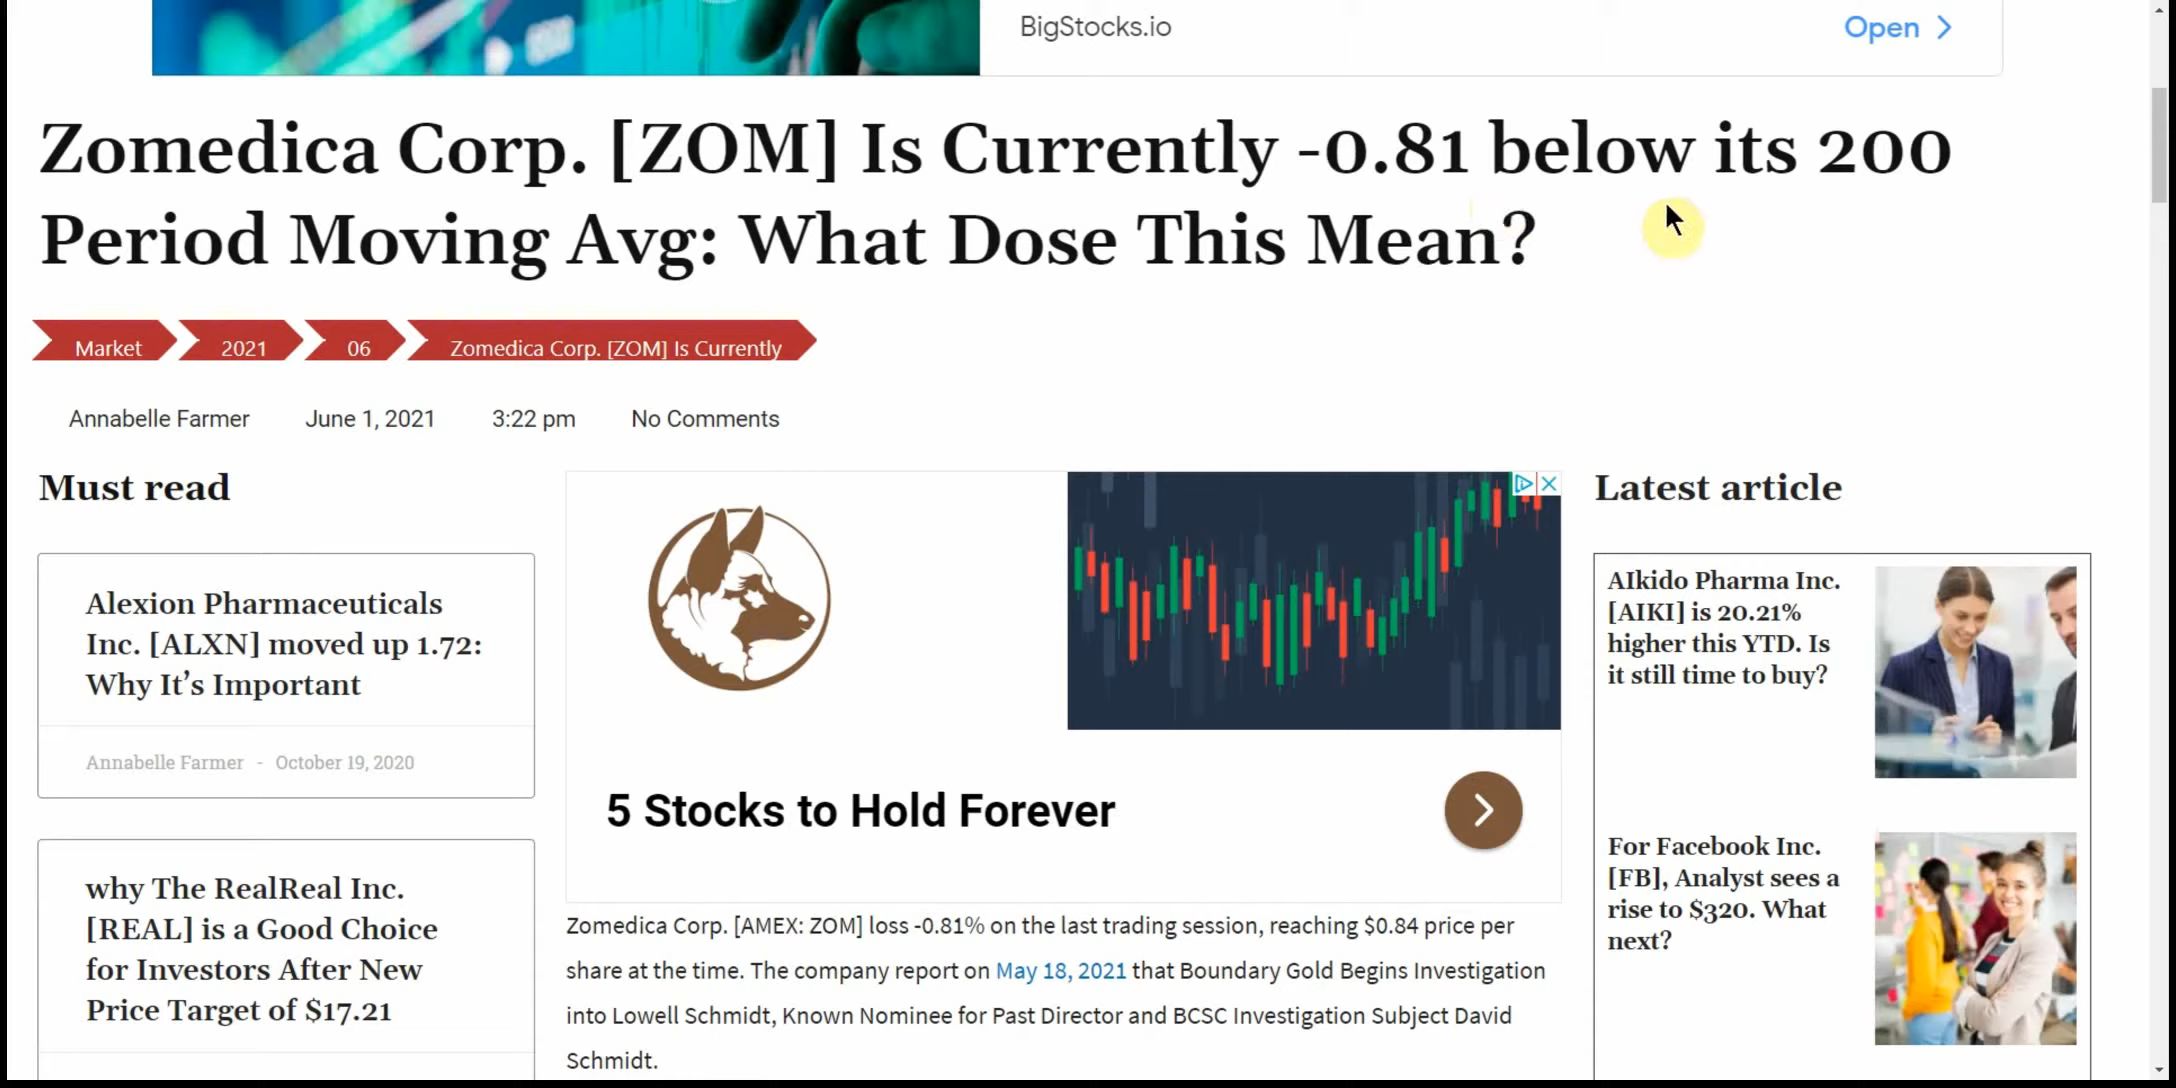 BigStocks.io
Open
Zomedica Corp. [ZOM] Is Currently -0.81 below its 200
Period Moving Avg: What Dose This Mean?
Market
2021
06
Zomedica Corp. [ZOM] Is Currently
Annabelle Farmer
June 1, 2021
3:22 pm
No Comments
Must read
Alexion Pharmaceuticals
Inc. [ALXN] moved up 1.72:
Why It’s Important
Annabelle Farmer - October 19, 2020
why The RealReal Inc.
[REAL] is a Good Choice
for Investors After New
Price Target of $17.21
5 Stocks to Hold Forever
Zomedica Corp. [AMEX: ZOM] loss -0.81% on the last trading session, reaching $0.84 price per
share at the time. The company report on May 18, 2021 that Boundary Gold Begins Investigation
into Lowell Schmidt, Known Nominee for Past Director and BCSC Investigation Subject David
Schmidt.
Latest article
AIkido Pharma Inc.
[AIKI] is 20.21%
higher this YTD. Is
it still time to buy?
For Facebook Inc.
[FB], Analyst sees a
rise to $320. What
next?